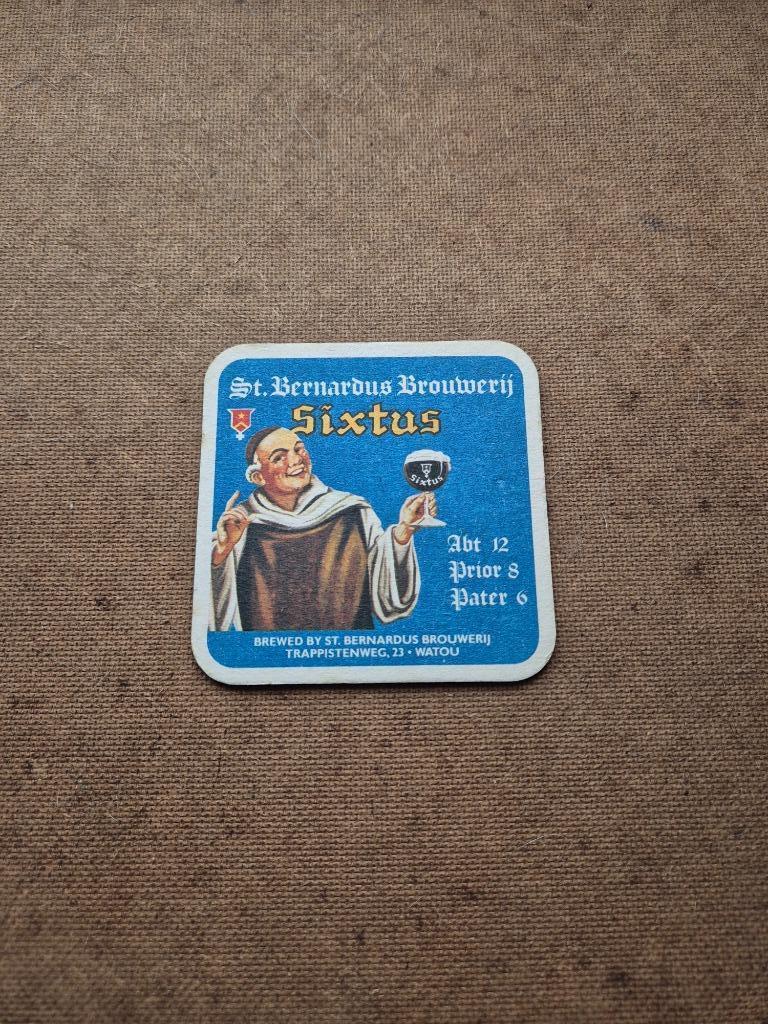 St. Bernardus Brouwerij
Sixtus
Sixtus
Abt 12
Prior 8
Pater 6
BREWED BY ST. BERNARDUS BROUWERIJ
TRAPPISTENWEG, 23 • WATOU